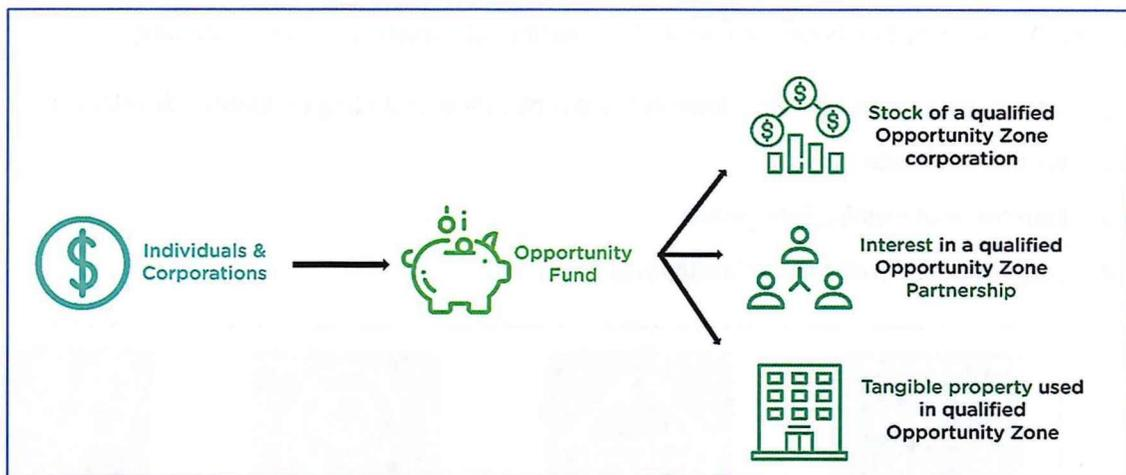 Individuals &
Corporations
Opportunity
Fund
Stock of a qualified
Opportunity Zone
corporation
Interest in a qualified
Opportunity Zone
Partnership
Tangible property used
in qualified
Opportunity Zone